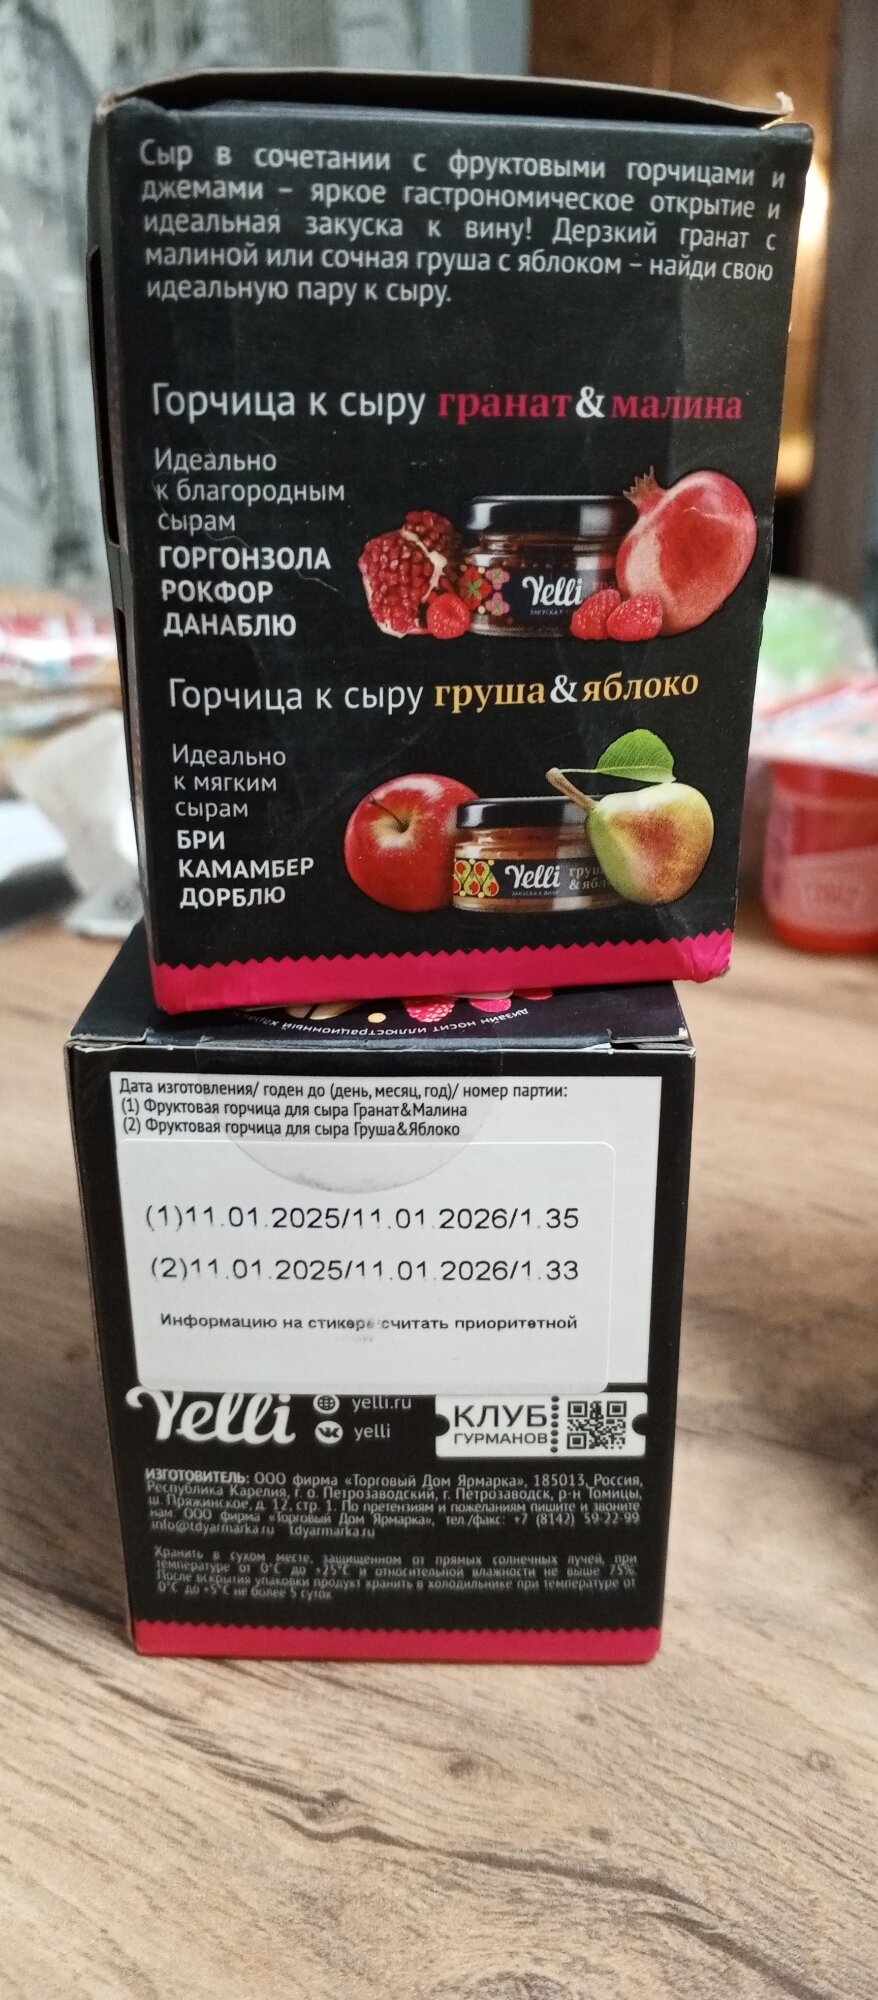 Сыр в сочетании с фруктовыми горчицами и
джемами – яркое гастрономическое открытие и
идеальная закуска к вину! Дерзкий гранат с
малиной или сочная груша с яблоком – найди свою
идеальную пару к сыру.
Горчица к сыру гранат&малина
Идеально
к благородным
сырам
ГОРГОНЗОЛА
РОКФОР
ДАНАБЛЮ
Yelli
Горчица к сыру груша&яблоко
Идеально
к мягким
сырам
БРИ
КАМАМБЕР
ДОРБЛЮ
Yelli
дизайн носит иллюстрационный
Дата изготовления/ годен до (день, месяц, год)/ номер партии:
(1) Фруктовая горчица для сыра Гранат&Малина
(2) Фруктовая горчица для сыра Груша&Яблоко
(1)11.01.2025/11.01.2026/1.35
(2)11.01.2025/11.01.2026/1.33
Информацию на стикере считать приоритетной
Yelli
yelli.ru
yelli
КЛУБ
ГУРМАНОВ
ИЗГОТОВИТЕЛЬ: ООО фирма «Торговый Дом Ярмарка», 185013, Россия,
Республика Карелия, г. о. Петрозаводский, г. Петрозаводск, р-н Томицы,
ш. Пряжинское, д. 12, стр. 1. По претензиям и пожеланиям пишите и звоните
нам: ООО фирма «Торговый Дом Ярмарка», тел./факс: +7 (8142) 59-22-99
info@tdyarmarka.ru tdyarmarka.ru
Хранить в сухом месте, защищенном от прямых солнечных лучей, при
температуре от 0°C до +25°C и относительной влажности не выше 75%.
После вскрытия упаковки продукт хранить в холодильнике при температуре от
0°C до +5°C не более 5 суток